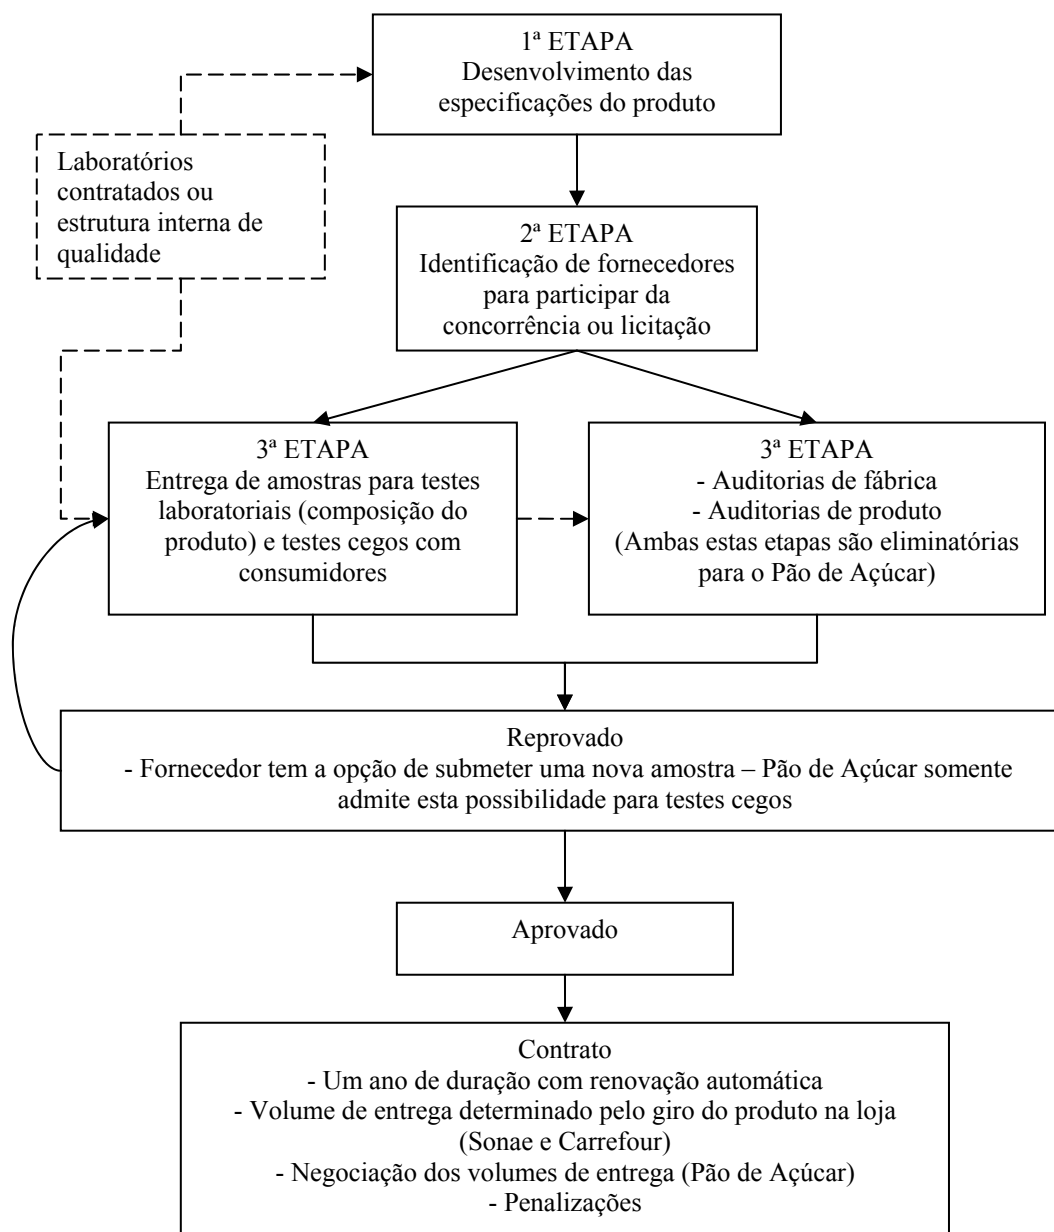 1ª ETAPA
Desenvolvimento das
especificações do produto
Laboratórios
contratados ou
estrutura interna de
qualidade
2ª ETAPA
Identificação de fornecedores
para participar da
concorrência ou licitação
3ª ETAPA
Entrega de amostras para testes
laboratoriais (composição do
produto) e testes cegos com
consumidores
3ª ETAPA
- Auditorias de fábrica
- Auditorias de produto
(Ambas estas etapas são eliminatórias
para o Pão de Açúcar)
Reprovado
- Fornecedor tem a opção de submeter uma nova amostra – Pão de Açúcar somente
admite esta possibilidade para testes cegos
Aprovado
Contrato
- Um ano de duração com renovação automática
- Volume de entrega determinado pelo giro do produto na loja
(Sonae e Carrefour)
- Negociação dos volumes de entrega (Pão de Açúcar)
- Penalizações